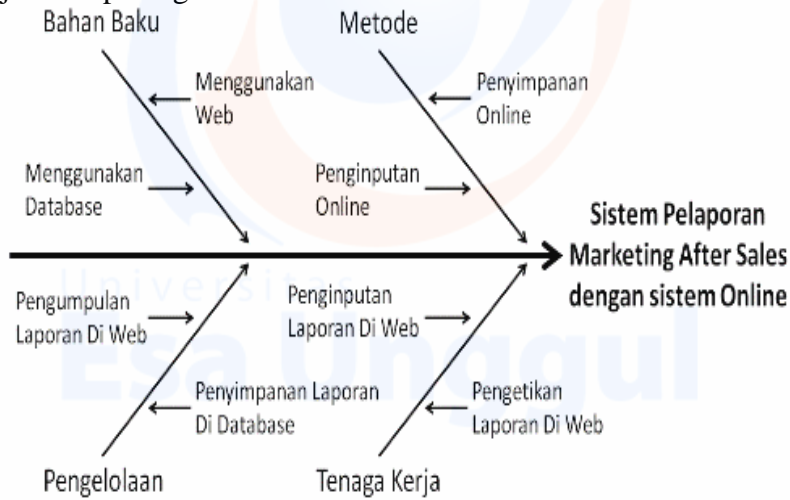 Bahan Baku
Metode
Menggunakan
Web
Penyimpanan
Online
Menggunakan
Database
Penginputan
Online
Sistem Pelaporan
Marketing After Sales
dengan sistem Online
Universitas
Esa Unggul
Pengumpulan
Laporan Di Web
Penginputan
Laporan Di Web
Penyimpanan Laporan
Di Database
Pengetikan
Laporan Di Web
Pengelolaan
Tenaga Kerja